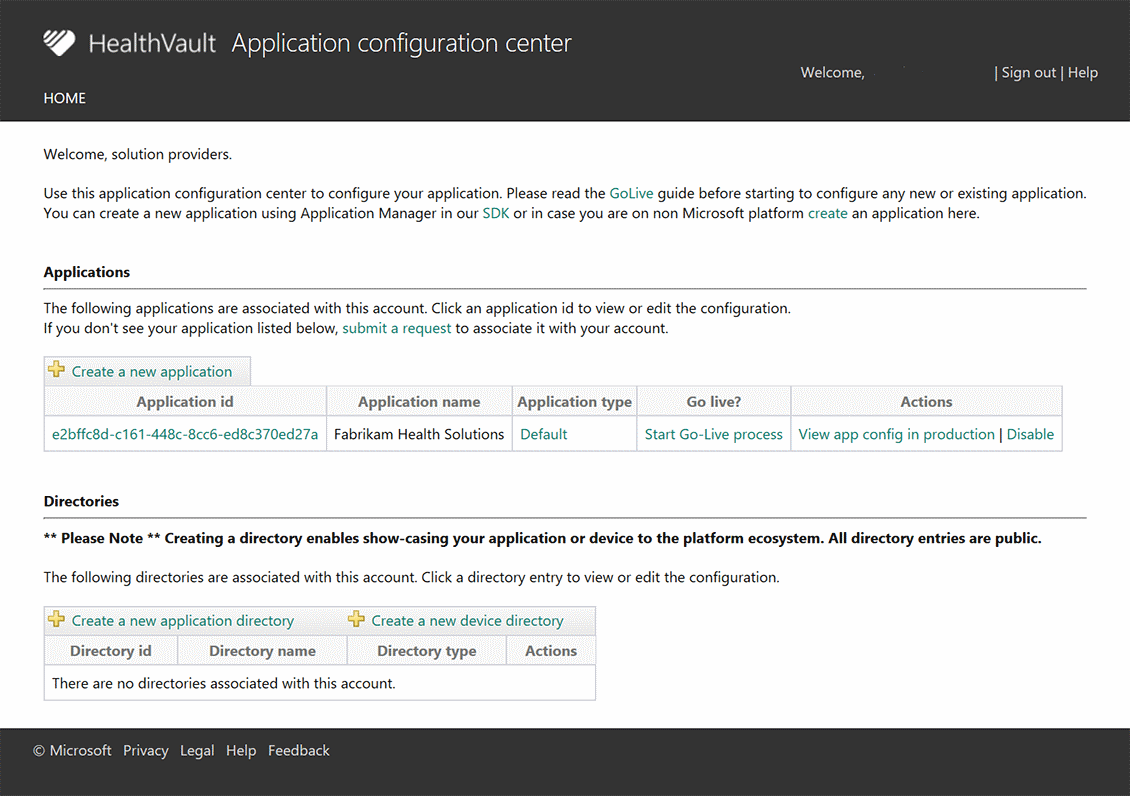 HealthVault Application configuration center
Welcome, | Sign out | Help
HOME
Welcome, solution providers.
Use this application configuration center to configure your application. Please read the GoLive guide before starting to configure any new or existing application.
You can create a new application using Application Manager in our SDK or in case you are on non Microsoft platform create an application here.
Applications
The following applications are associated with this account. Click an application id to view or edit the configuration.
If you don't see your application listed below, submit a request to associate it with your account.
Create a new application
Application id Application name Application type Go live? Actions
e2bffc8d-c161-448c-8cc6-ed8c370ed27a Fabrikam Health Solutions Default Start Go-Live process View app config in production | Disable
Directories
** Please Note ** Creating a directory enables show-casing your application or device to the platform ecosystem. All directory entries are public.
The following directories are associated with this account. Click a directory entry to view or edit the configuration.
Create a new application directory Create a new device directory
Directory id Directory name Directory type Actions
There are no directories associated with this account.
© Microsoft Privacy Legal Help Feedback